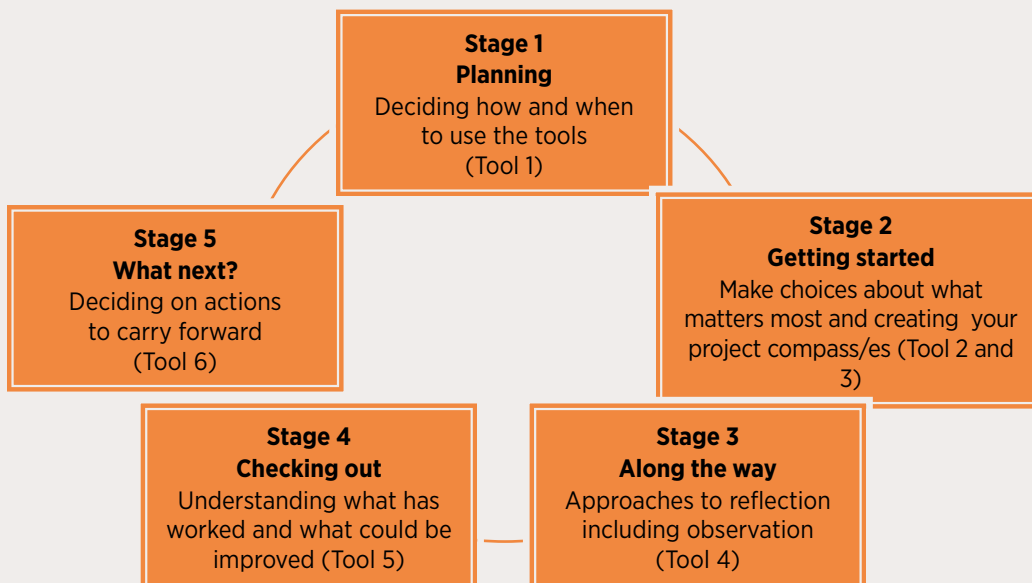 Stage 1
Planning
Deciding how and when
to use the tools
(Tool 1)
Stage 2
Getting started
Make choices about what
matters most and creating your
project compass/es (Tool 2 and
3)
Stage 3
Along the way
Approaches to reflection
including observation
(Tool 4)
Stage 4
Checking out
Understanding what has
worked and what could be
improved (Tool 5)
Stage 5
What next?
Deciding on actions
to carry forward
(Tool 6)